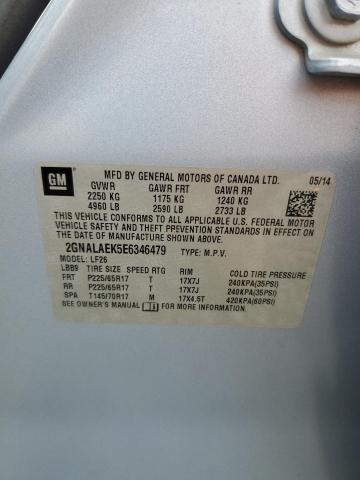 GM
MFD BY GENERAL MOTORS OF CANADA LTD. 05/14
GVWR GAWR FRT GAWR RR
2250 KG 1175 KG 1240 KG
4960 LB 2590 LB 2733 LB
THIS VEHICLE CONFORMS TO ALL APPLICABLE U.S. FEDERAL MOTOR
VEHICLE SAFETY, BUMPER, AND THEFT PREVENTION STANDARDS IN
EFFECT ON THE DATE OF MANUFACTURE SHOWN ABOVE.
2GNALAEK5E6346479 TYPE: M.P.V.
MODEL: LF26
LBB9 TIRE SIZE SPEED RTG RIM COLD TIRE PRESSURE
FRT P225/65R17 T 17X7J 240KPA(35PSI)
RR P225/65R17 T 17X7J 240KPA(35PSI)
SPA T145/70R17 M 17X4.5T 420KPA(60PSI)
SEE OWNER'S MANUAL FOR MORE INFORMATION.